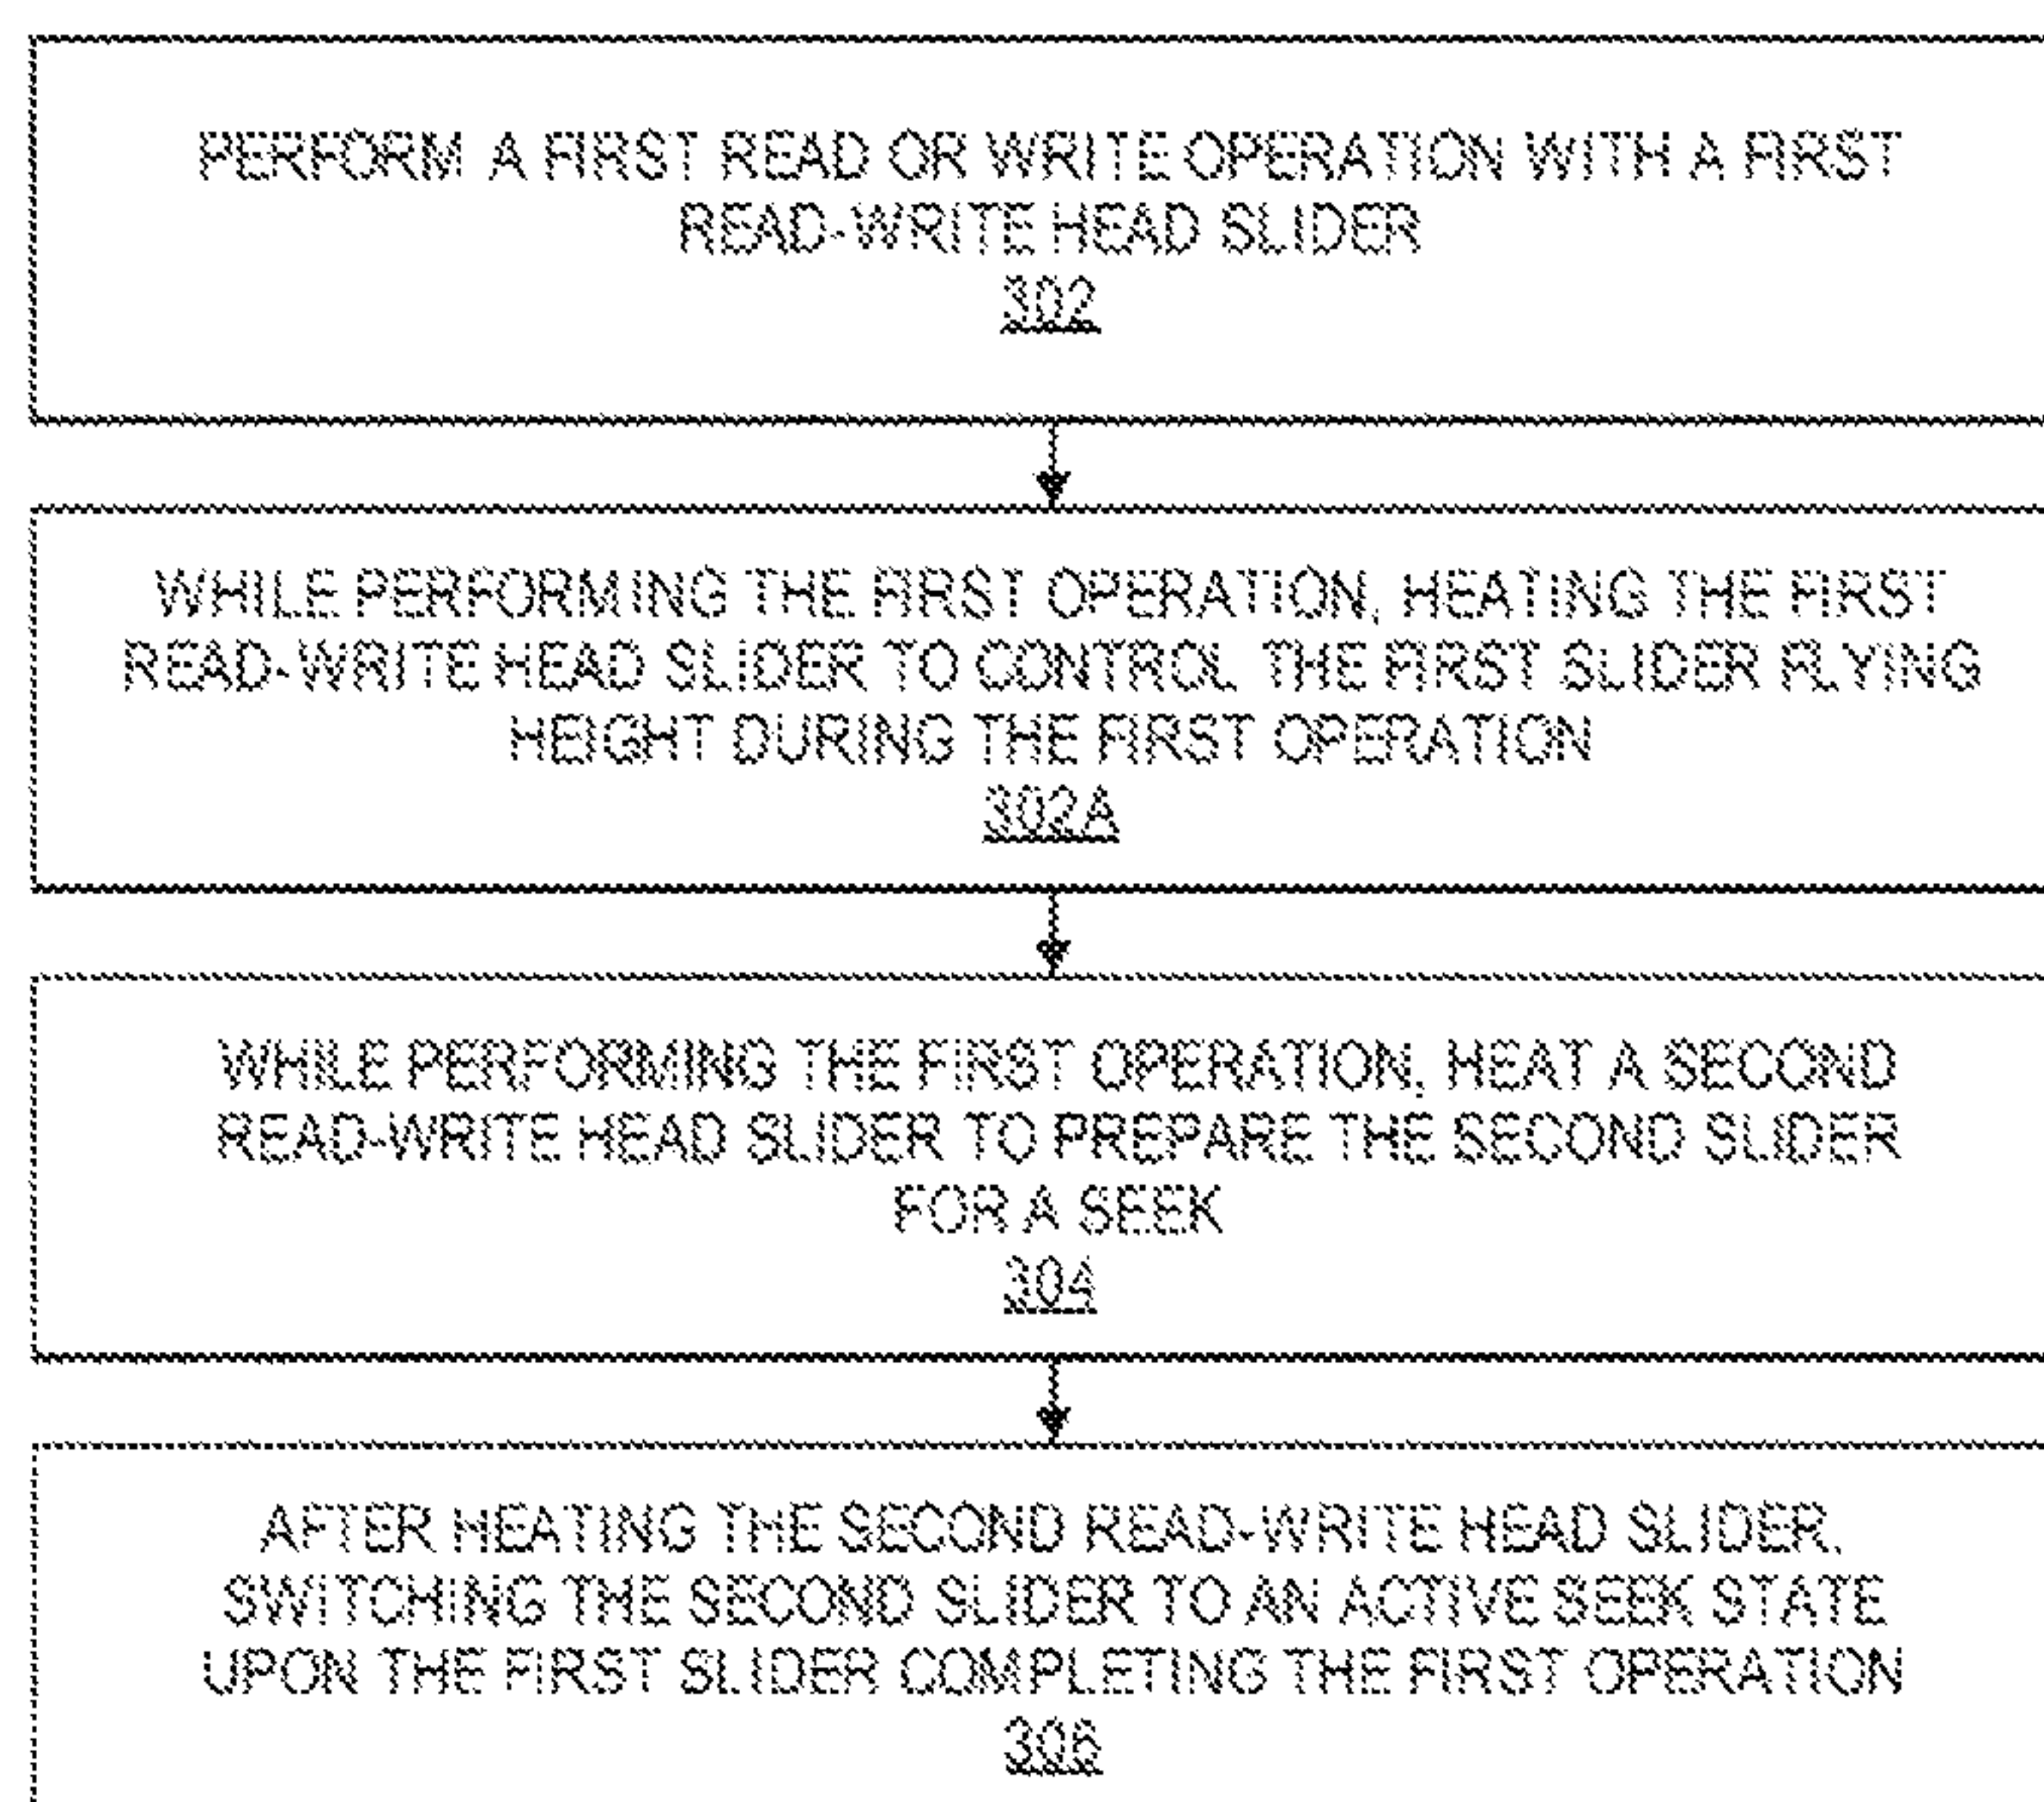 PERFORM A FIRST READ OR WRITE OPERATION WITH A FIRST
READ-WRITE HEAD SLIDER
302
WHILE PERFORMING THE FIRST OPERATION, HEATING THE FIRST
READ-WRITE HEAD SLIDER TO CONTROL THE FIRST SLIDER FLYING
HEIGHT DURING THE FIRST OPERATION
302A
WHILE PERFORMING THE FIRST OPERATION, HEAT A SECOND
READ-WRITE HEAD SLIDER TO PREPARE THE SECOND SLIDER
FOR A SEEK
304
AFTER HEATING THE SECOND READ-WRITE HEAD SLIDER,
SWITCHING THE SECOND SLIDER TO AN ACTIVE SEEK STATE
UPON THE FIRST SLIDER COMPLETING THE FIRST OPERATION
306